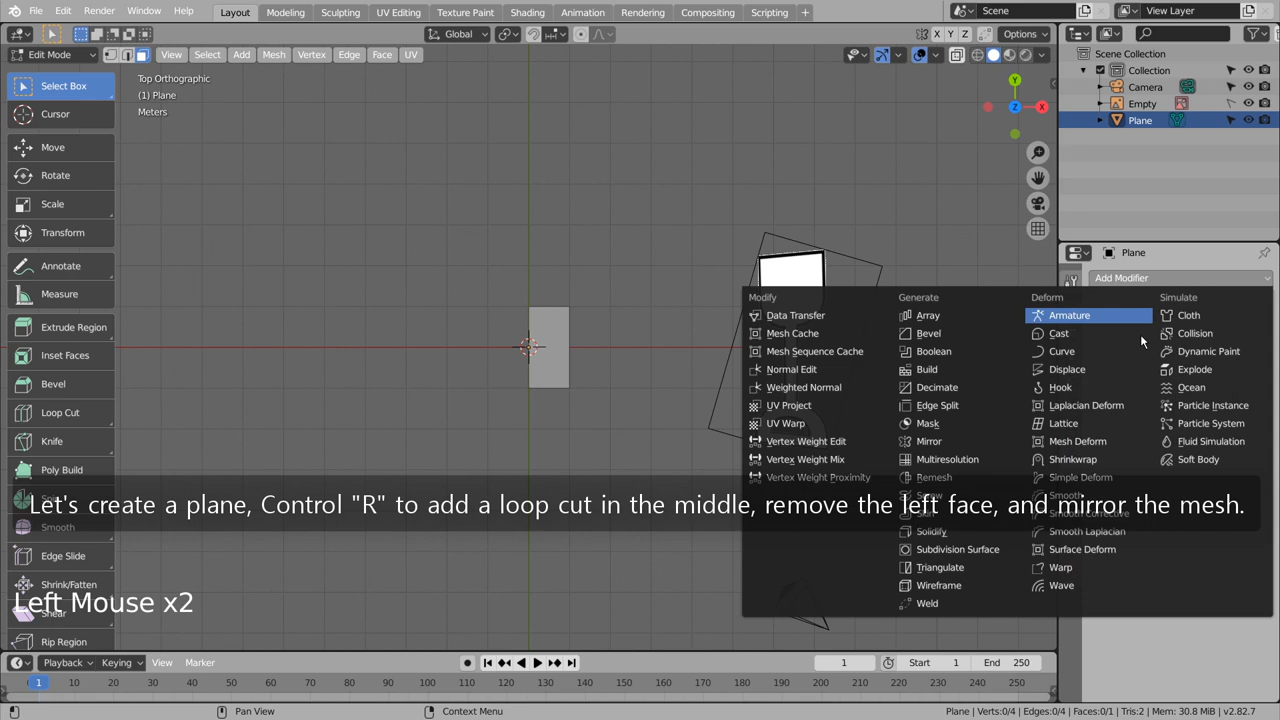 File Edit Render Window Help Layout Modeling Sculpting UV Editing Texture Paint Shading Animation Rendering Compositing Scripting + Scene View Layer
Global X Y Z Options
Edit Mode View Select Add Mesh Vertex Edge Face UV
Scene Collection
Collection
Camera
Empty
Plane
Top Orthographic
(1) Plane
Meters
Y
Z
X
Select Box
Cursor
Move
Rotate
Scale
Transform
Annotate
Measure
Extrude Region
Inset Faces
Bevel
Loop Cut
Knife
Poly Build
Smooth
Edge Slide
Shrink/Fatten
Shear
Rip Region
Plane
Add Modifier
Modify
Data Transfer
Mesh Cache
Mesh Sequence Cache
Normal Edit
Weighted Normal
UV Project
UV Warp
Vertex Weight Edit
Vertex Weight Mix
Vertex Weight Proximity
Generate
Array
Bevel
Boolean
Build
Decimate
Edge Split
Mask
Mirror
Multiresolution
Remesh
Solidify
Subdivision Surface
Triangulate
Wireframe
Weld
Deform
Armature
Cast
Curve
Displace
Hook
Laplacian Deform
Lattice
Mesh Deform
Shrinkwrap
Simple Deform
Smooth
Smooth Corrective
Smooth Laplacian
Surface Deform
Warp
Wave
Simulate
Cloth
Collision
Dynamic Paint
Explode
Ocean
Particle Instance
Particle System
Fluid Simulation
Soft Body
Let's create a plane, Control "R" to add a loop cut in the middle, remove the left face, and mirror the mesh.
Left Mouse x2
Playback Keying View Marker 1 Start 1 End 250
1 10 20 30 40 50 60 70 80 90 100 110 120 130 140 150 160 170 180 190 200 210 220 230 240 250
Pan View Context Menu Plane | Verts:0/4 | Edges:0/4 | Faces:0/1 | Tris:2 | Mem: 30.8 MiB | v2.82.7